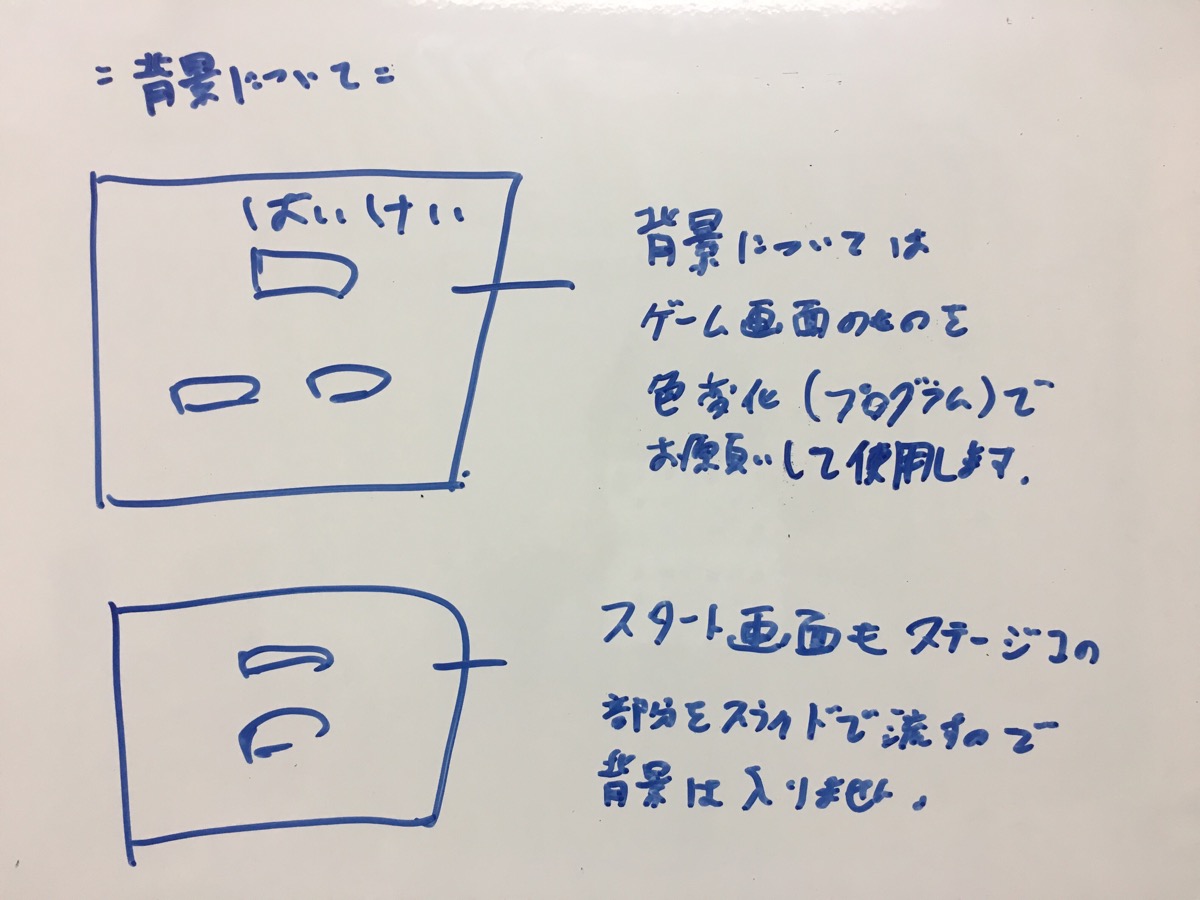 =背景について=
はいけい
背景については
ゲーム画面のものを
色変化(プログラム)で
お願いして使用します.
スタート画面もステージ1の
部分をスライドで流すので
背景は入りません.